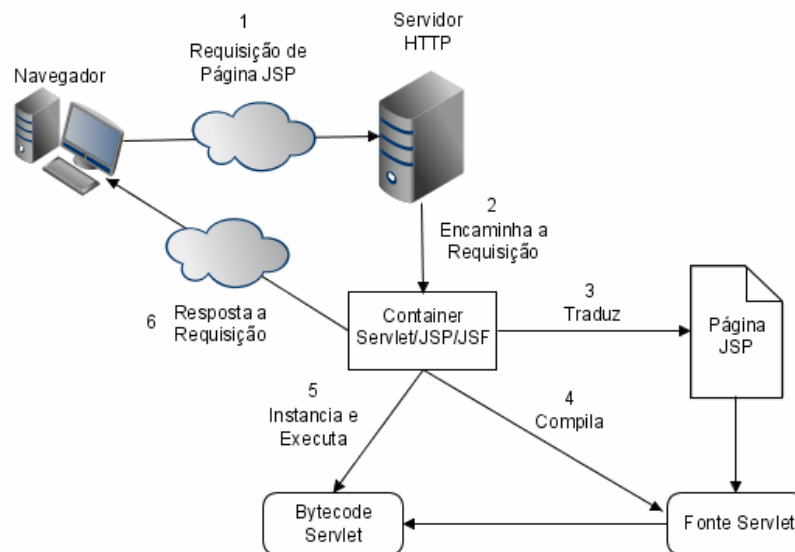 1
Requisição de
Página JSP
Servidor
HTTP
Navegador
2
Encaminha a
Requisição
6
Resposta a
Requisição
Container
Servlet/JSP/JSF
3
Traduz
Página
JSP
5
Instancia e
Executa
4
Compila
Bytecode
Servlet
Fonte Servlet